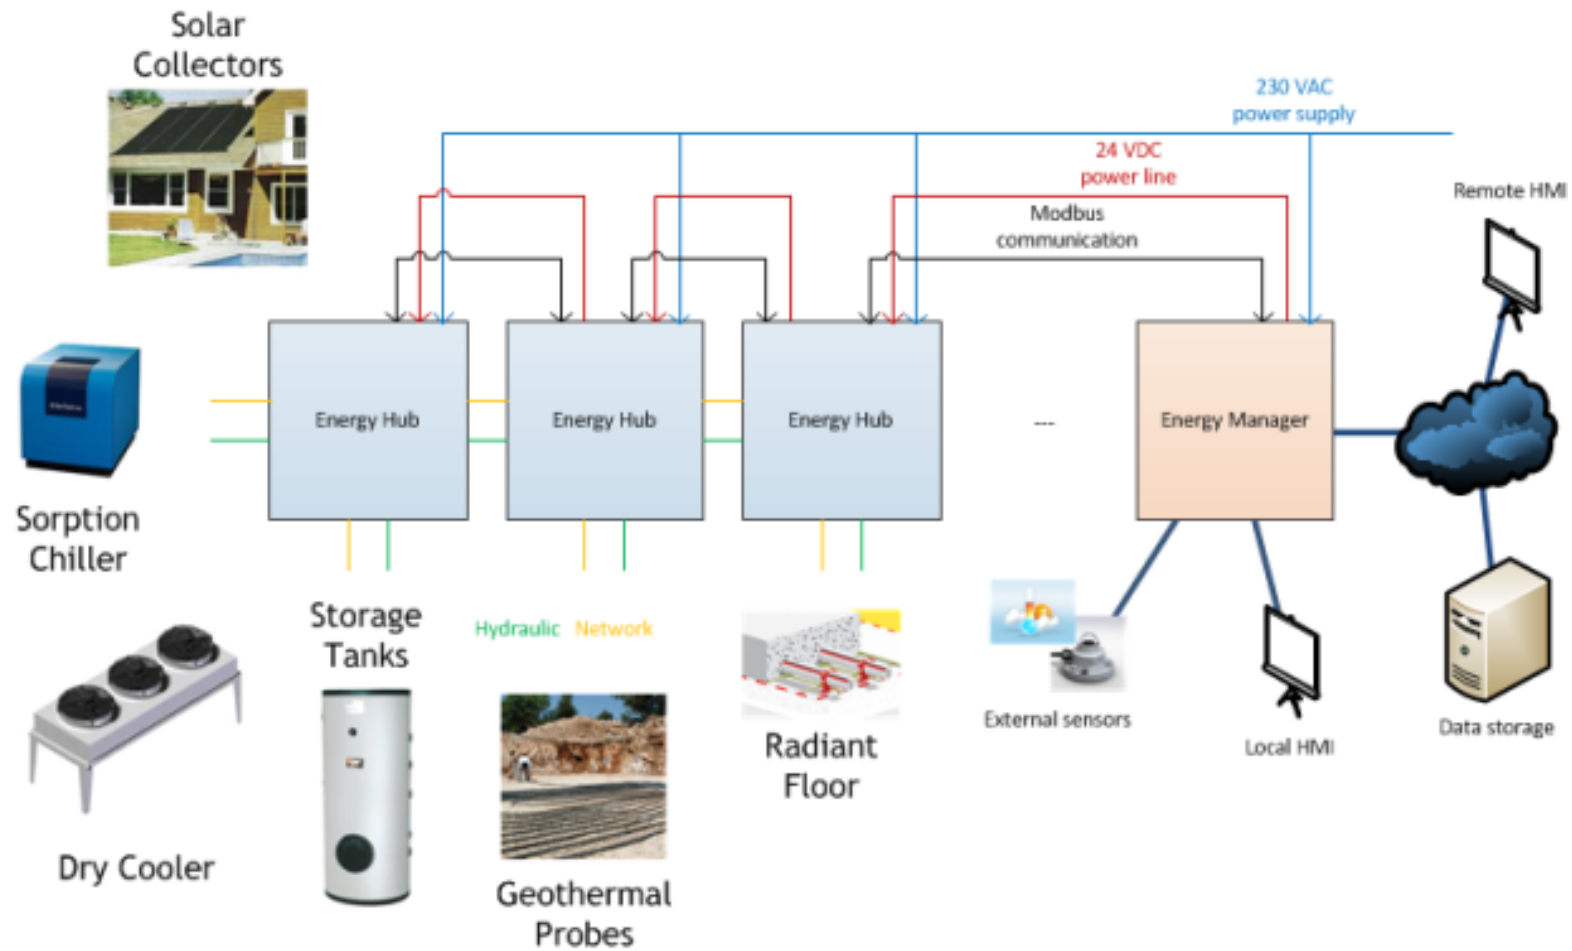 Solar
Collectors
230 VAC
power supply
24 VDC
power line
Modbus
communication
Remote HMI
Energy Hub
Energy Hub
Energy Hub
---
Energy Manager
Sorption
Chiller
Storage
Tanks
Hydraulic Network
External sensors
Local HMI
Data storage
Radiant
Floor
Dry Cooler
Geothermal
Probes